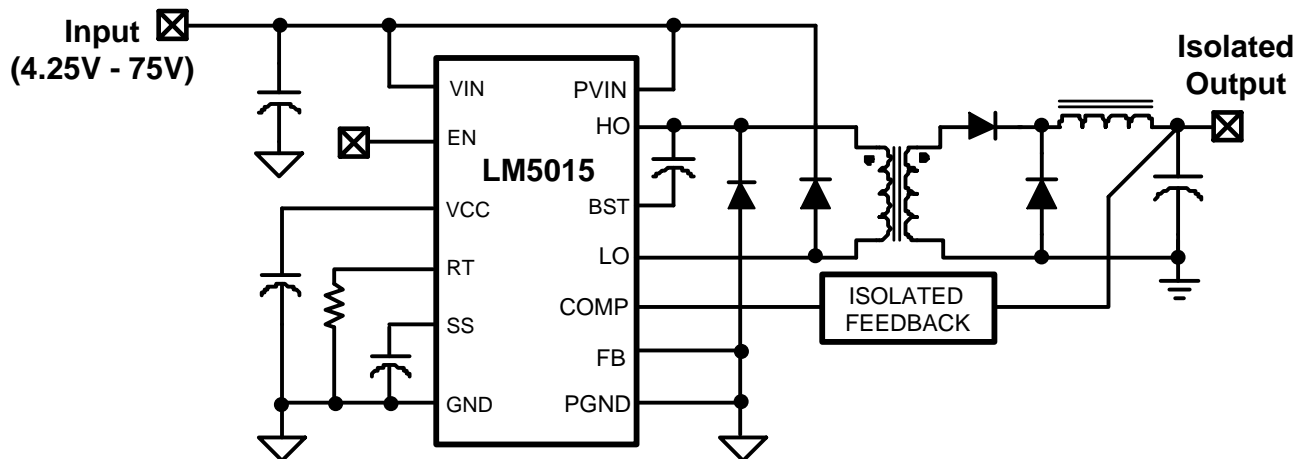 Input
(4.25V - 75V)
Isolated
Output
VIN
PVIN
EN
HO
LM5015
VCC
BST
LO
RT
COMP
ISOLATED
FEEDBACK
SS
FB
GND
PGND